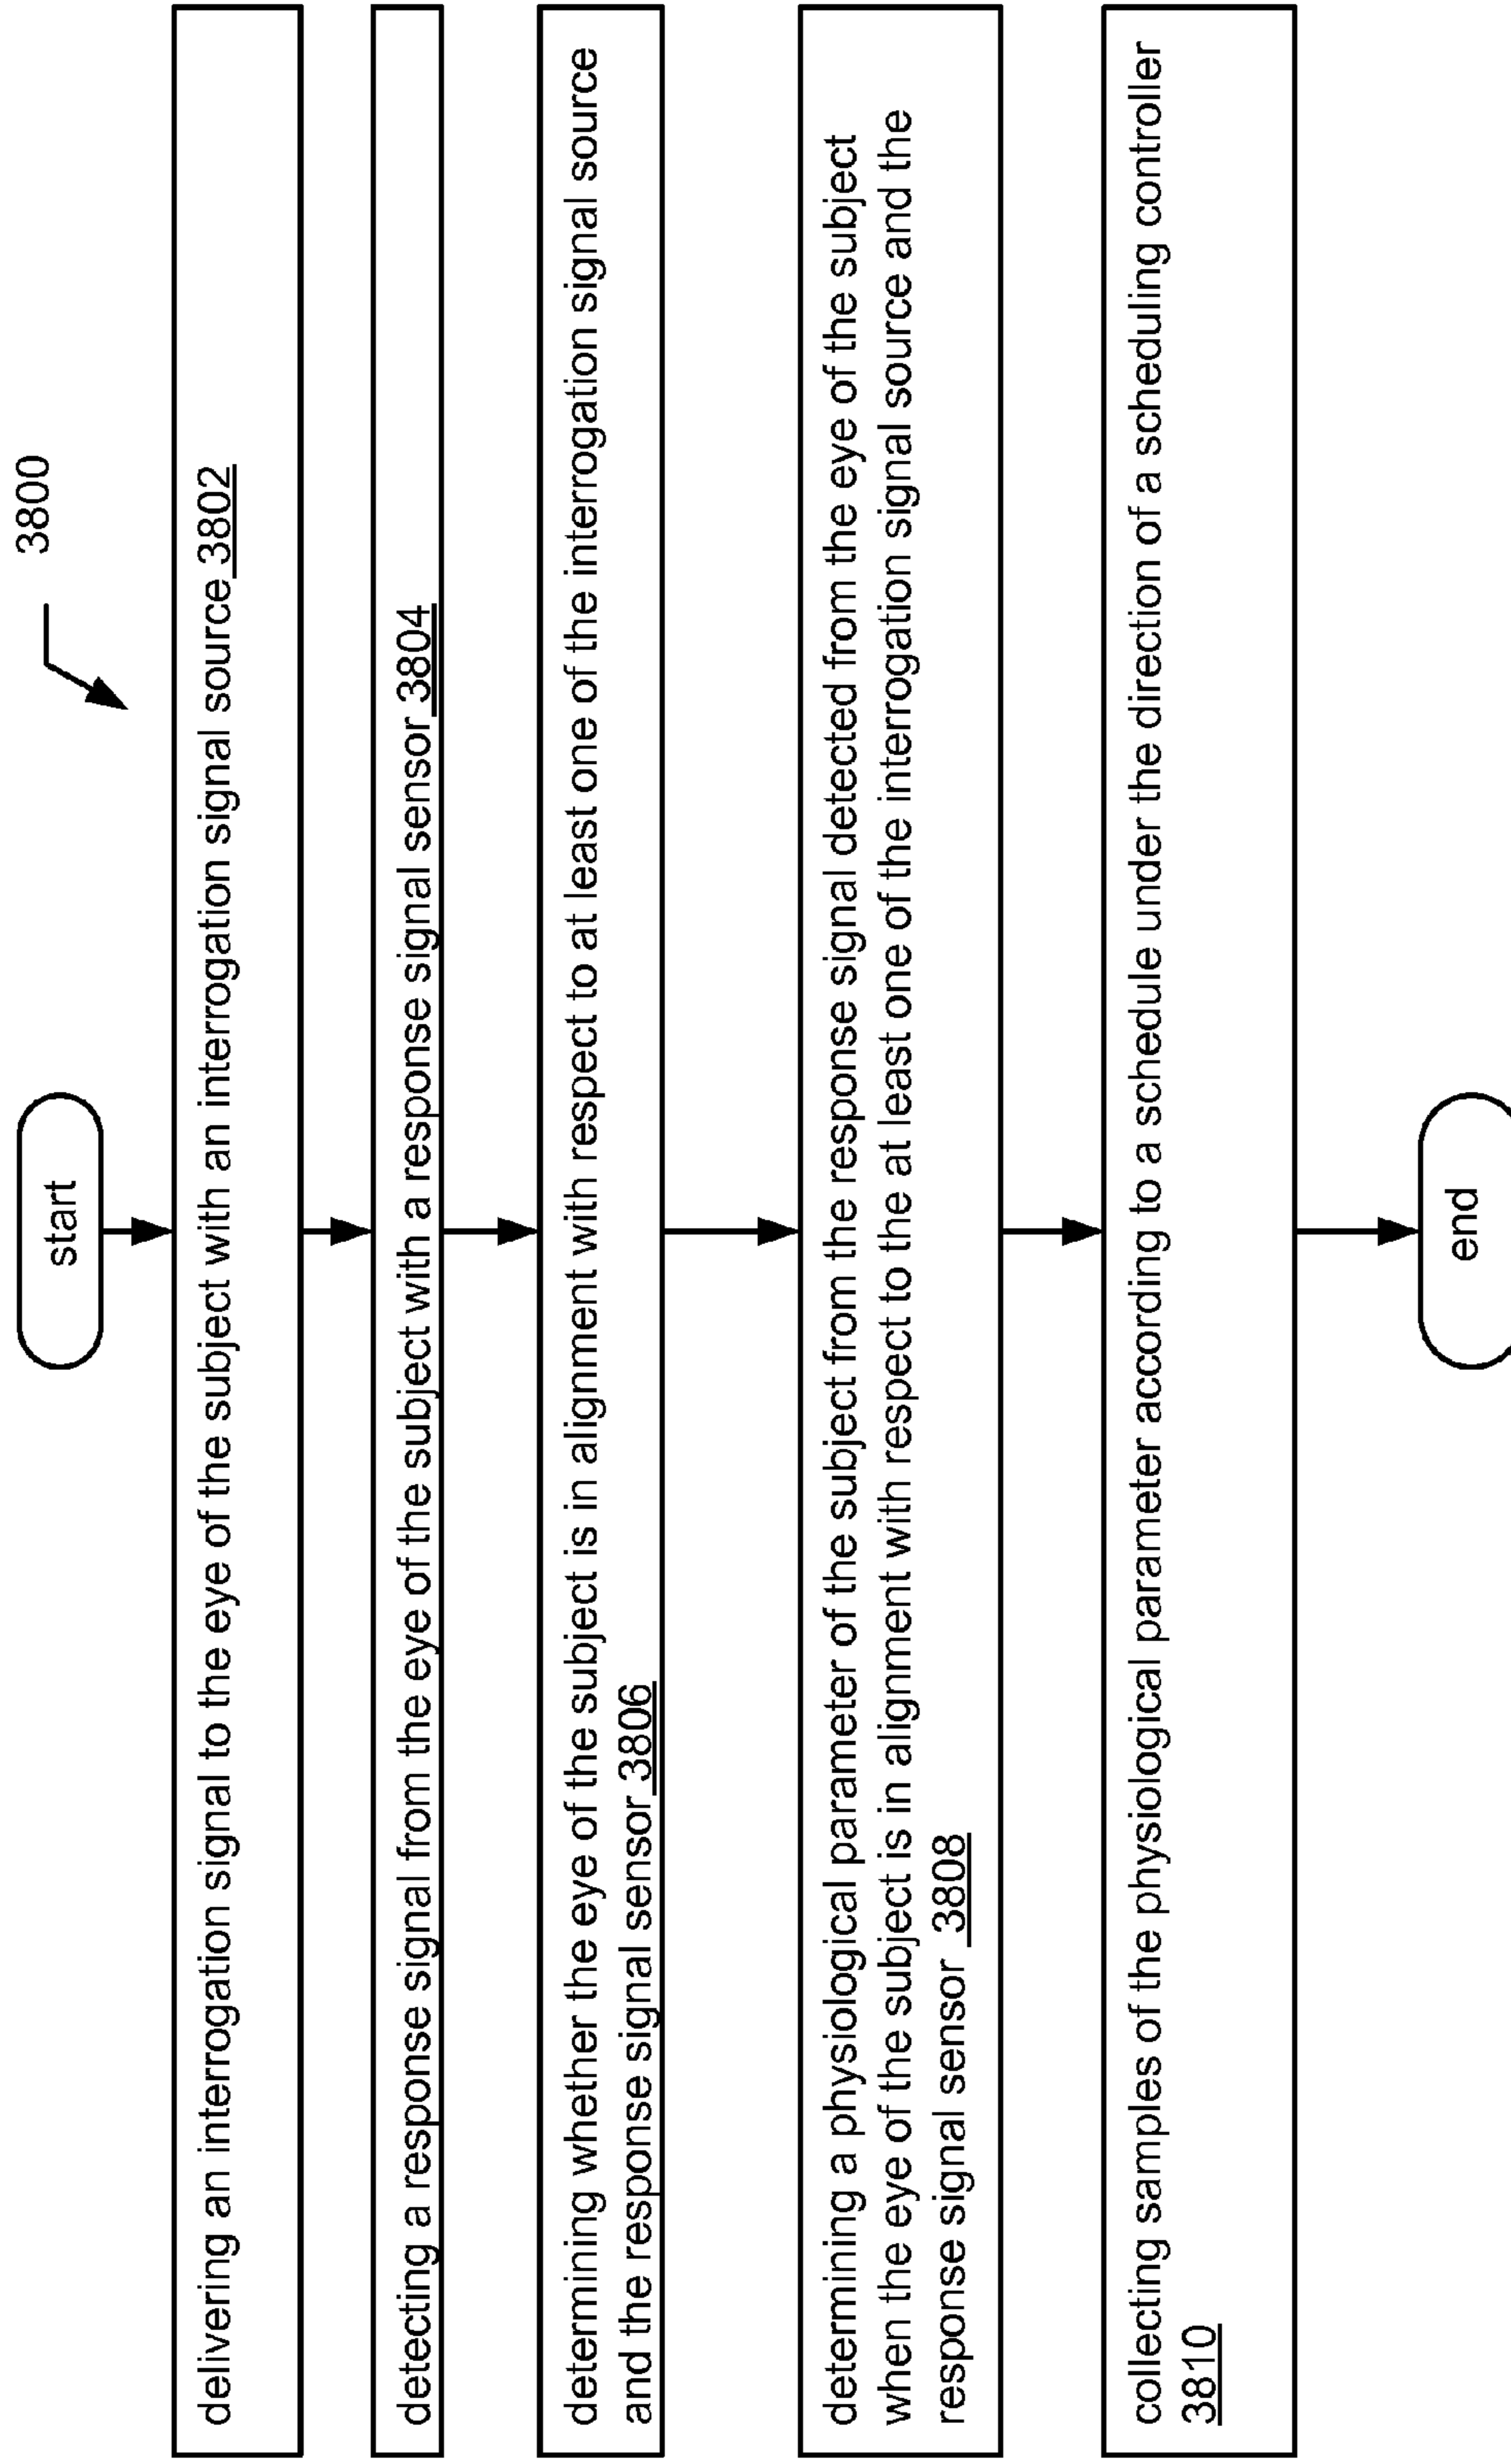 3800
start
delivering an interrogation signal to the eye of the subject with an interrogation signal source 3802
detecting a response signal from the eye of the subject with a response signal sensor 3804
determining whether the eye of the subject is in alignment with respect to at least one of the interrogation signal source
and the response signal sensor 3806
determining a physiological parameter of the subject from the response signal detected from the eye of the subject
when the eye of the subject is in alignment with respect to the at least one of the interrogation signal source and the
response signal sensor 3808
collecting samples of the physiological parameter according to a schedule under the direction of a scheduling controller
3810
end